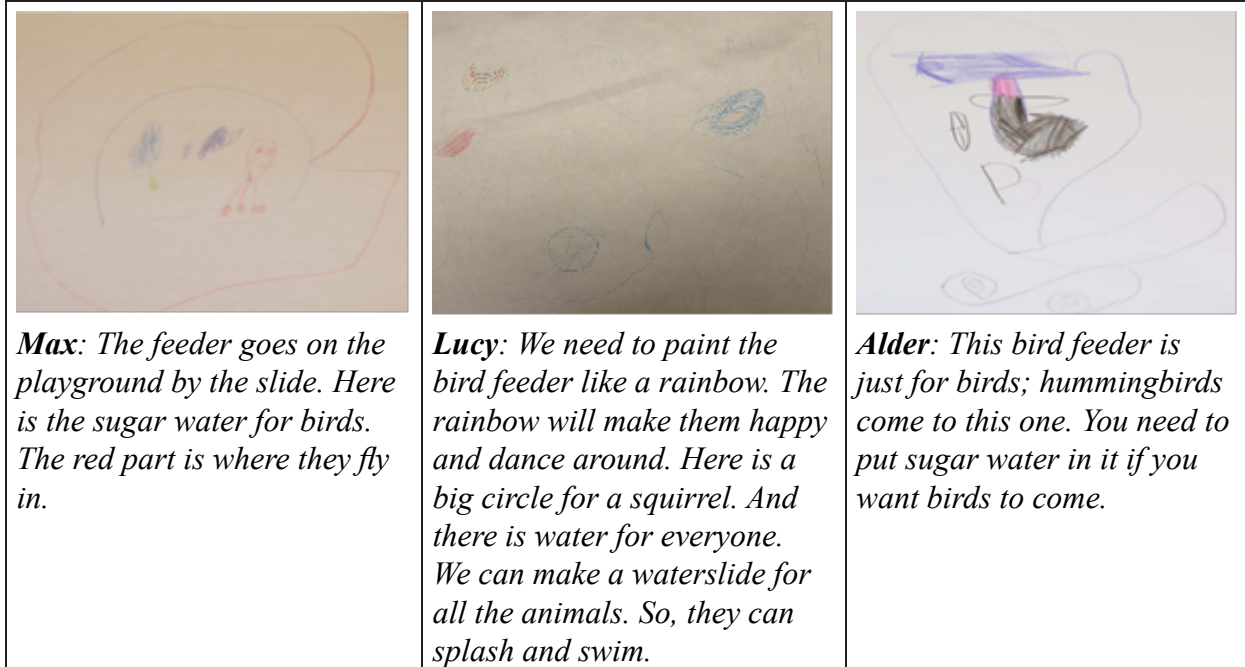 Max: The feeder goes on the
playground by the slide. Here
is the sugar water for birds.
The red part is where they fly
in.
Lucy: We need to paint the
bird feeder like a rainbow. The
rainbow will make them happy
and dance around. Here is a
big circle for a squirrel. And
there is water for everyone.
We can make a waterslide for
all the animals. So, they can
splash and swim.
Alder: This bird feeder is
just for birds; hummingbirds
come to this one. You need to
put sugar water in it if you
want birds to come.